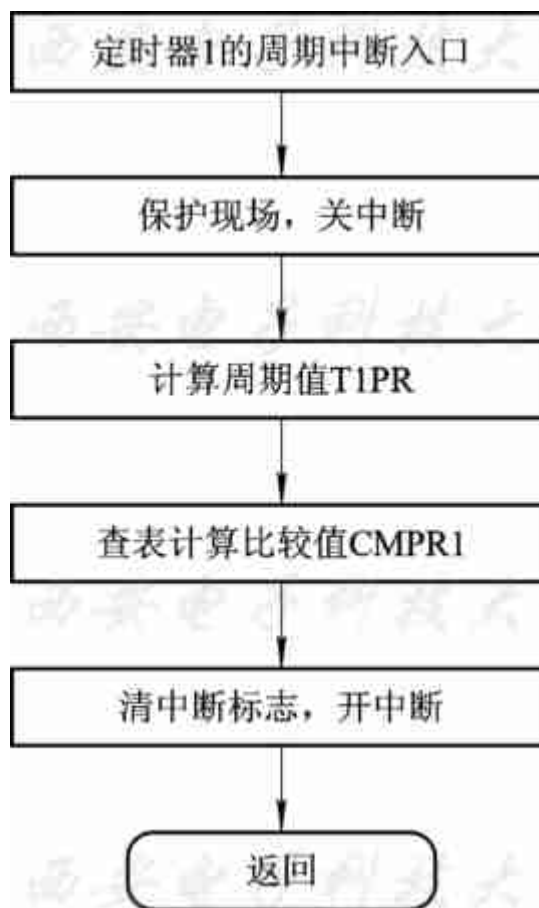 定时器1的周期中断入口
保护现场，关中断
计算周期值T1PR
查表计算比较值CMPR1
清中断标志，开中断
返回